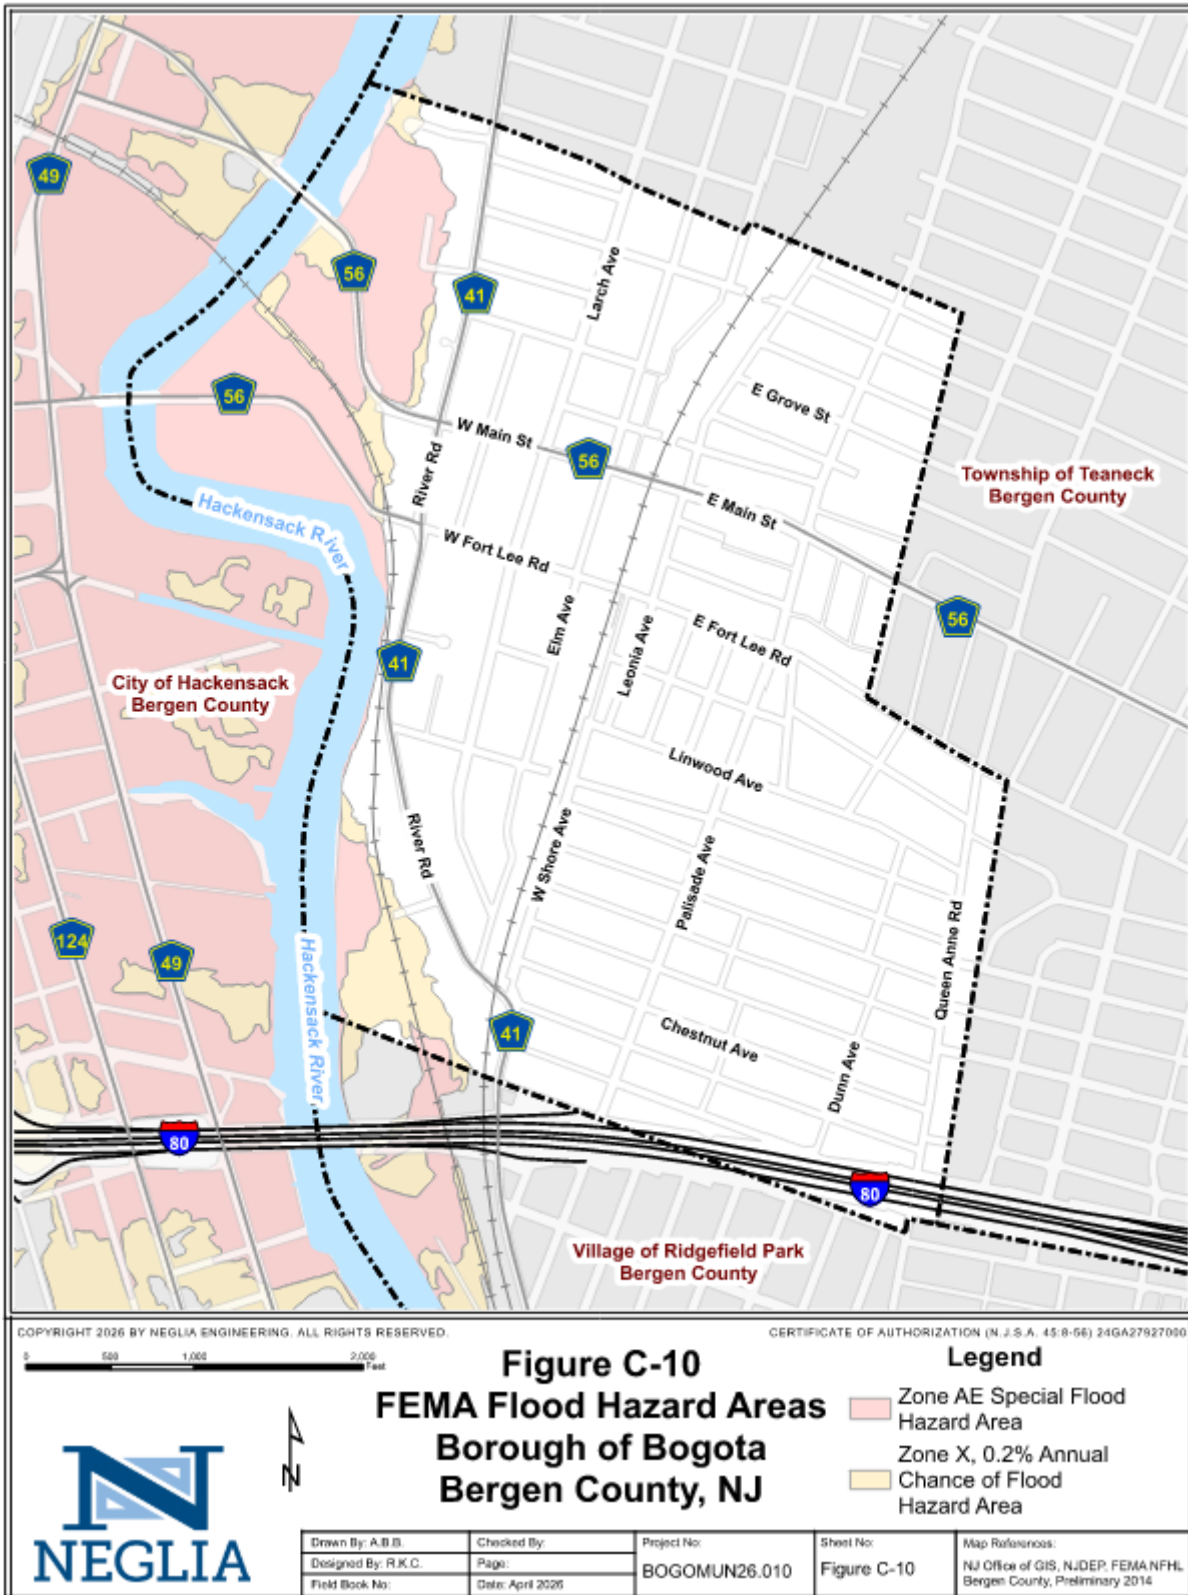 49
56
41
Larch Ave
56
E Grove St
W Main St
56
River Rd
Township of Teaneck
Bergen County
E Main St
Hackensack River
W Fort Lee Rd
Elm Ave
Leonia Ave
E Fort Lee Rd
56
41
City of Hackensack
Bergen County
Linwood Ave
River Rd
W Shore Ave
Palisade Ave
124
49
Queen Anne Rd
Hackensack River
41
Chestnut Ave
Dunn Ave
80
80
Village of Ridgefield Park
Bergen County
COPYRIGHT 2026 BY NEGLIA ENGINEERING. ALL RIGHTS RESERVED.
CERTIFICATE OF AUTHORIZATION (N.J.S.A. 45:8-56) 24GA27927000
0 500 1,000 2,000
Feet
Figure C-10
FEMA Flood Hazard Areas
Borough of Bogota
Bergen County, NJ
Legend
Zone AE Special Flood
Hazard Area
Zone X, 0.2% Annual
Chance of Flood
Hazard Area
N
NEGLIA
Drawn By: A.B.B.
Designed By: R.K.C.
Field Book No:
Checked By:
Page:
Date: April 2026
Project No:
BOGOMUN26.010
Sheet No:
Figure C-10
Map References:
NJ Office of GIS, NJDEP, FEMA NFHL,
Bergen County, Preliminary 2014